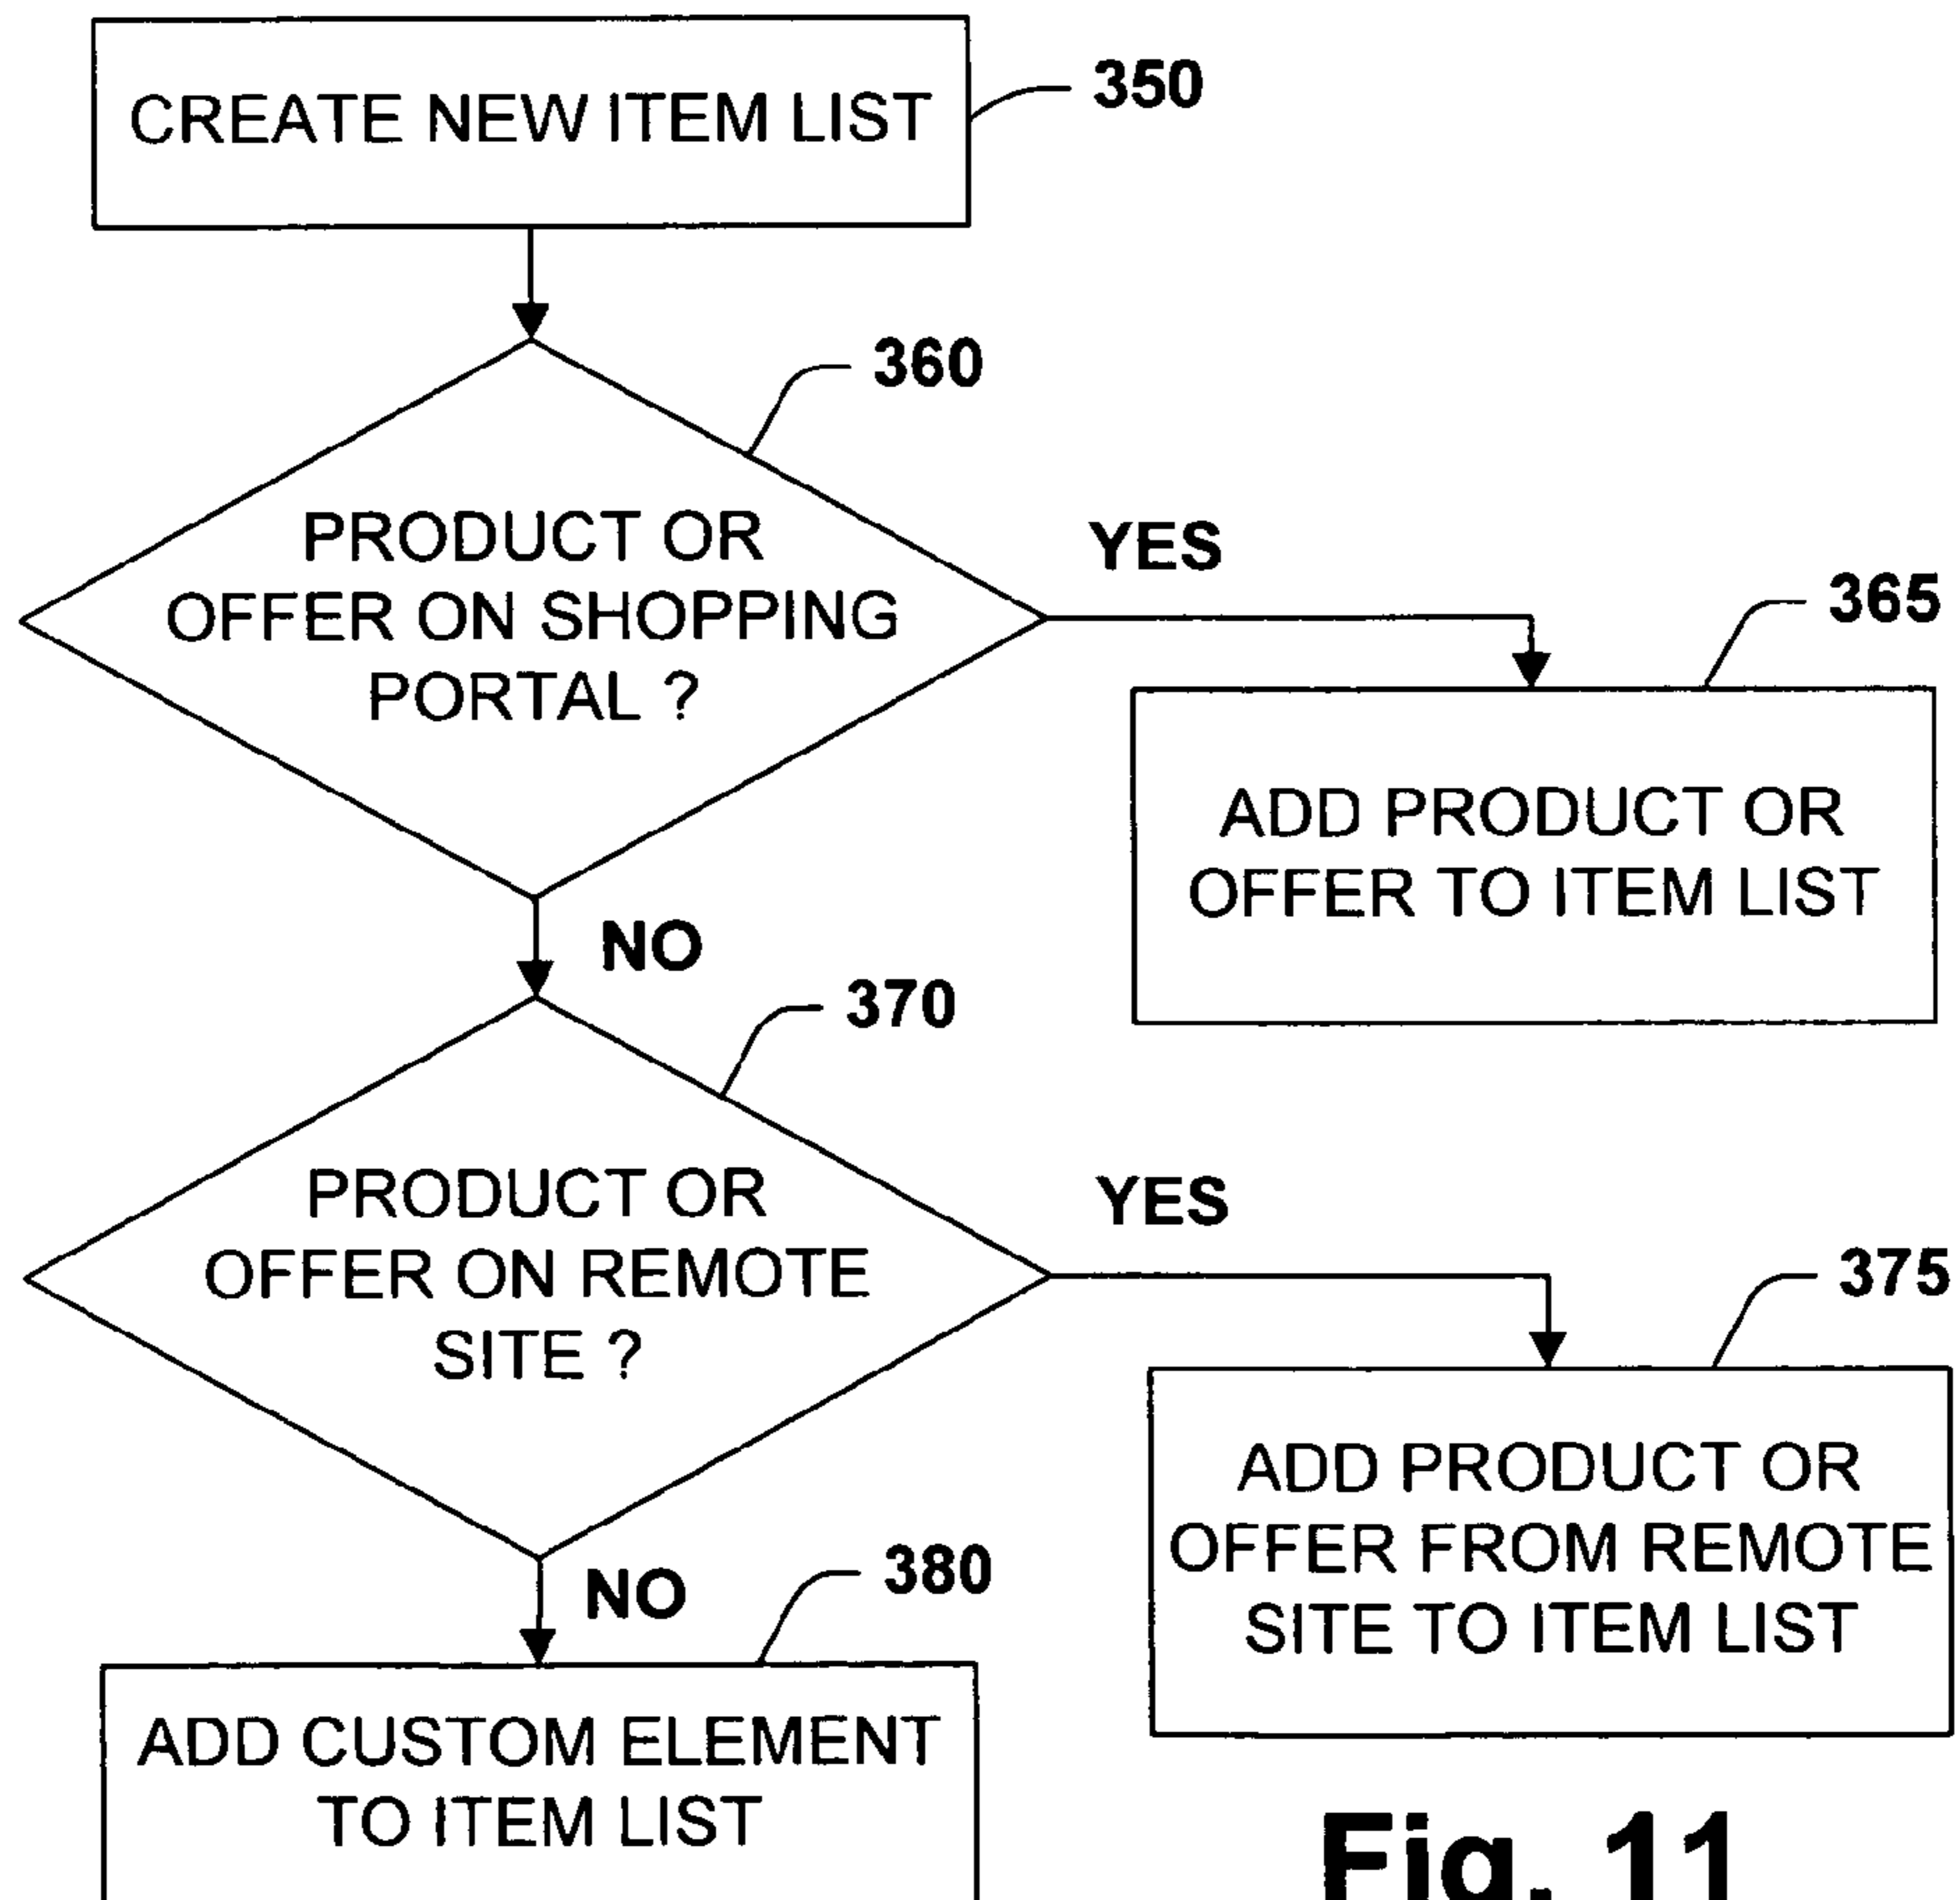 CREATE NEW ITEM LIST
350
360
PRODUCT OR
OFFER ON SHOPPING
PORTAL ?
YES
365
ADD PRODUCT OR
OFFER TO ITEM LIST
NO
370
PRODUCT OR
OFFER ON REMOTE
SITE ?
YES
375
ADD PRODUCT OR
OFFER FROM REMOTE
SITE TO ITEM LIST
NO
380
ADD CUSTOM ELEMENT
TO ITEM LIST
Fig. 11